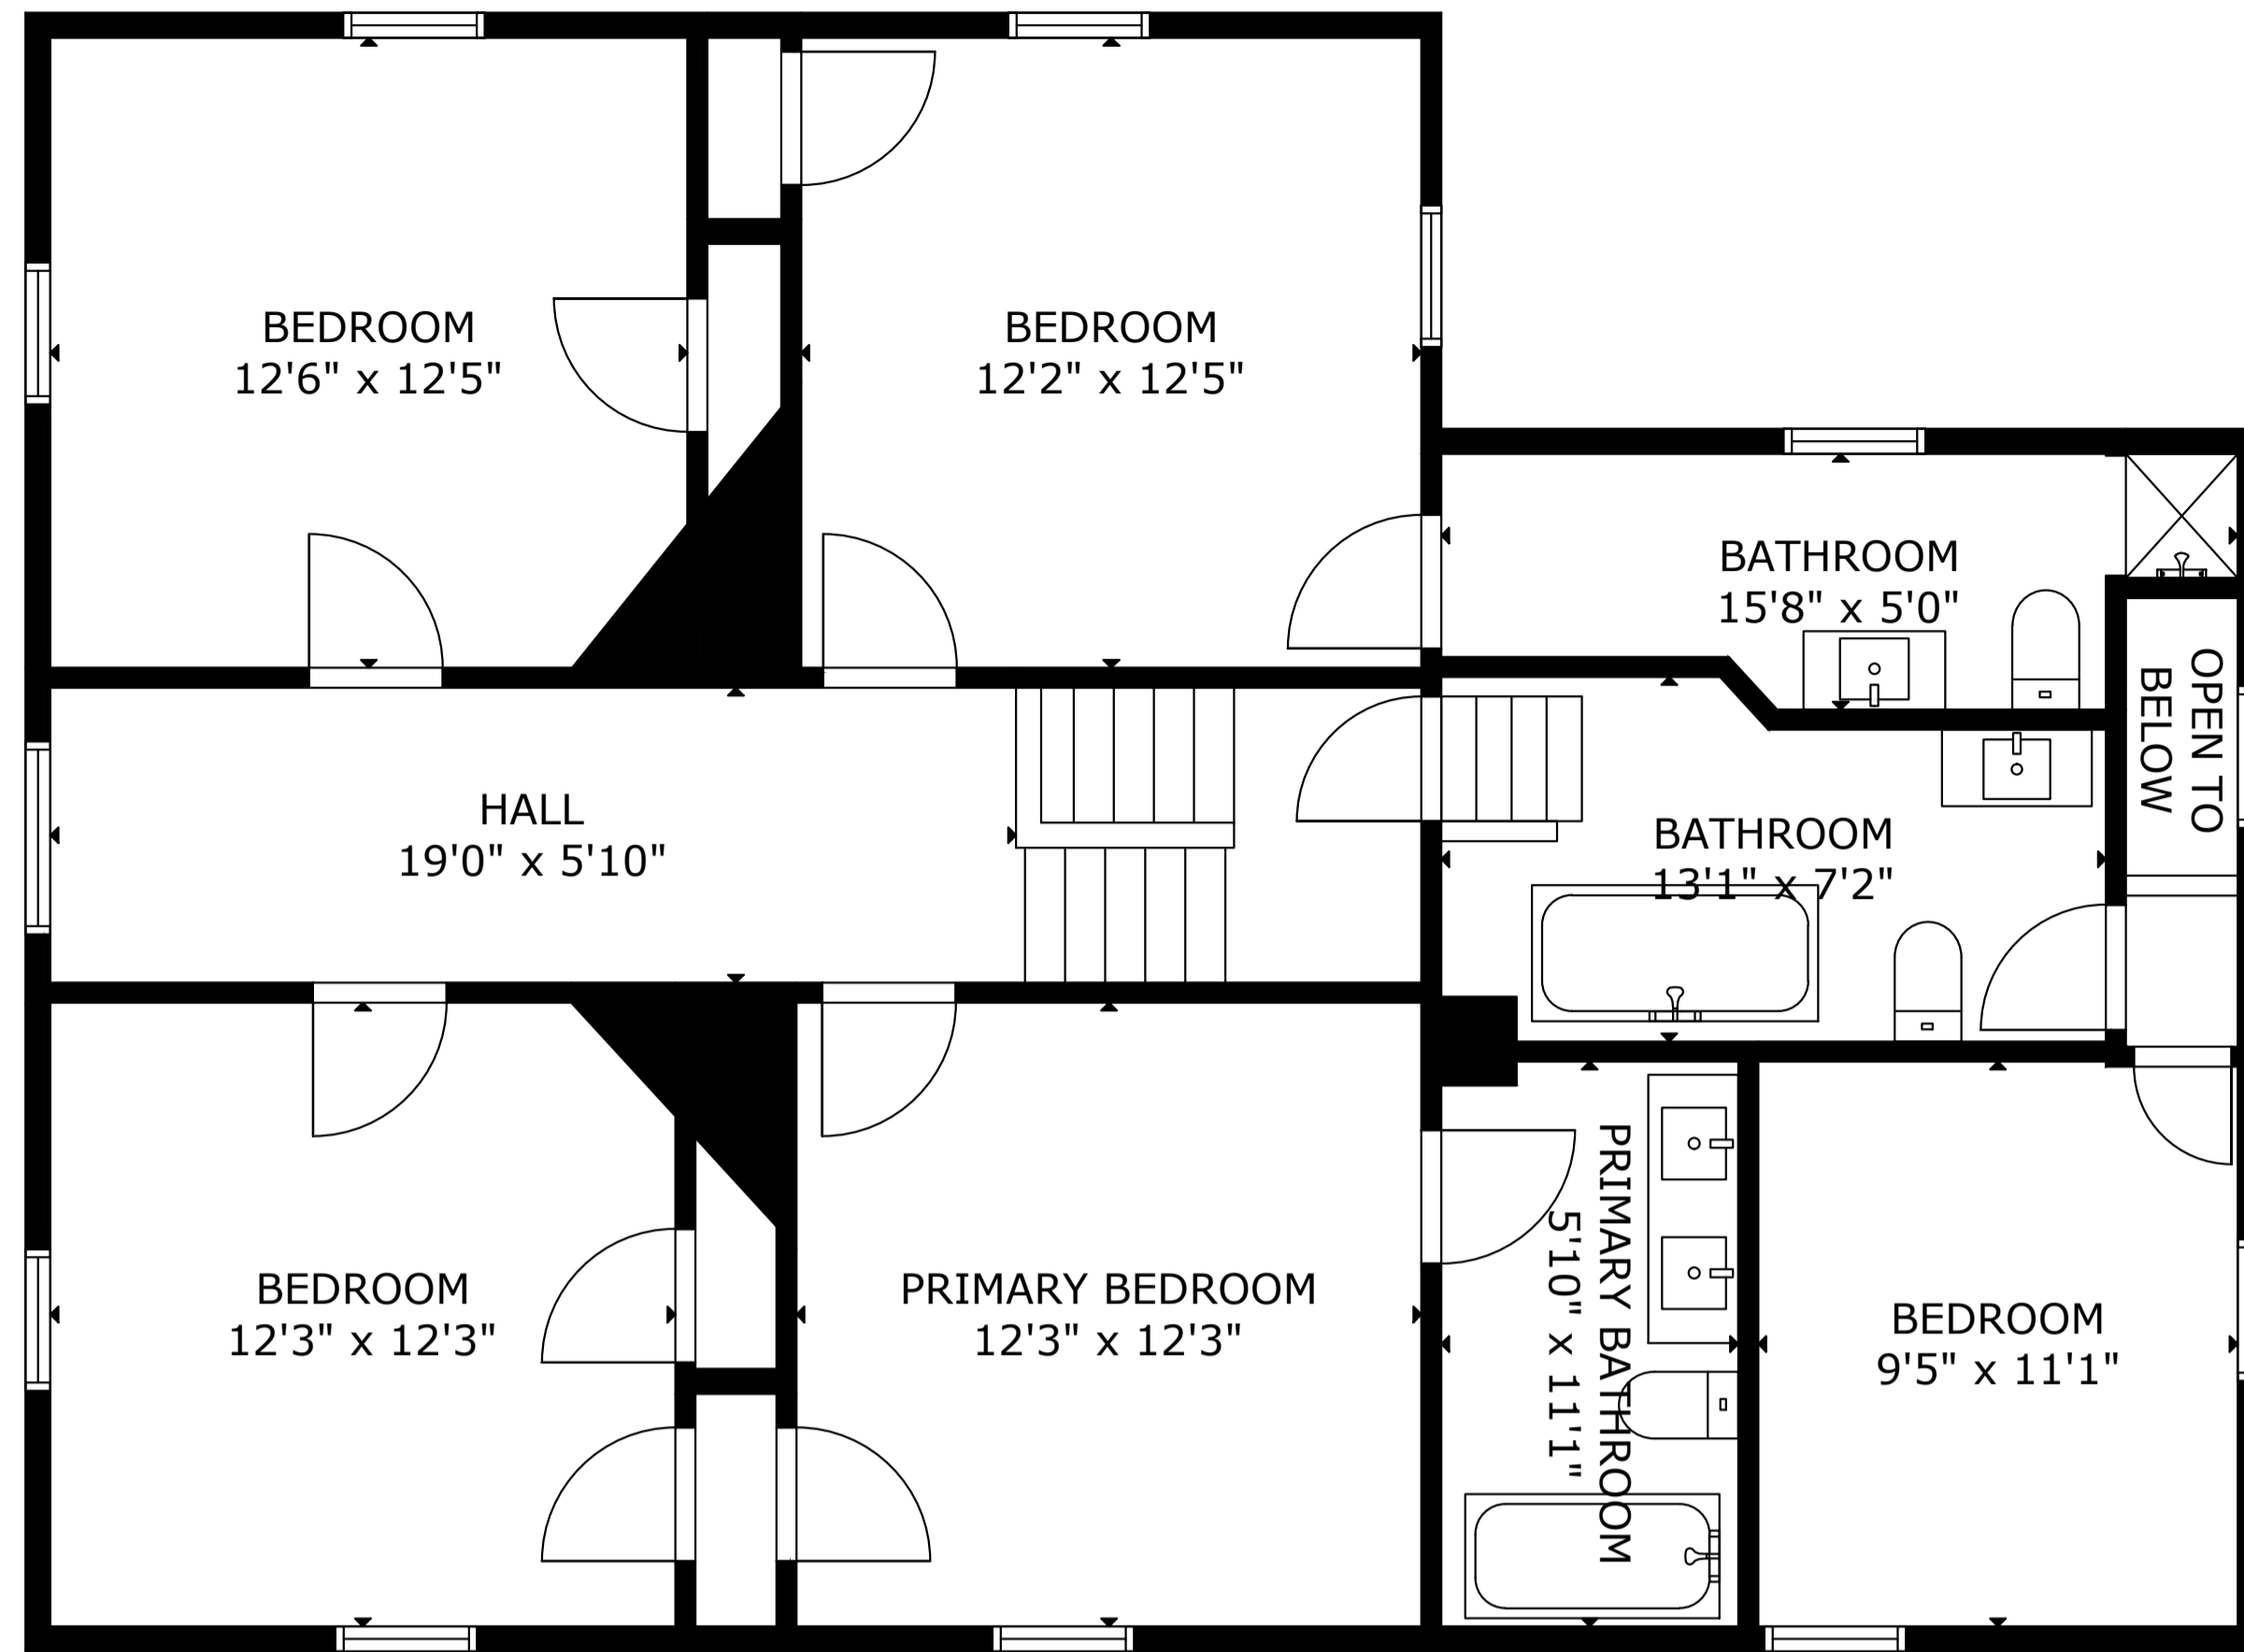 BEDROOM
12'6" x 12'5"
BEDROOM
12'2" x 12'5"
BATHROOM
15'8" x 5'0"
OPEN TO
BELOW
HALL
19'0" x 5'10"
BATHROOM
13'1" x 7'2"
BEDROOM
12'3" x 12'3"
PRIMARY BEDROOM
12'3" x 12'3"
PRIMARY BATHROOM
5'10" x 11'1"
BEDROOM
9'5" x 11'1"